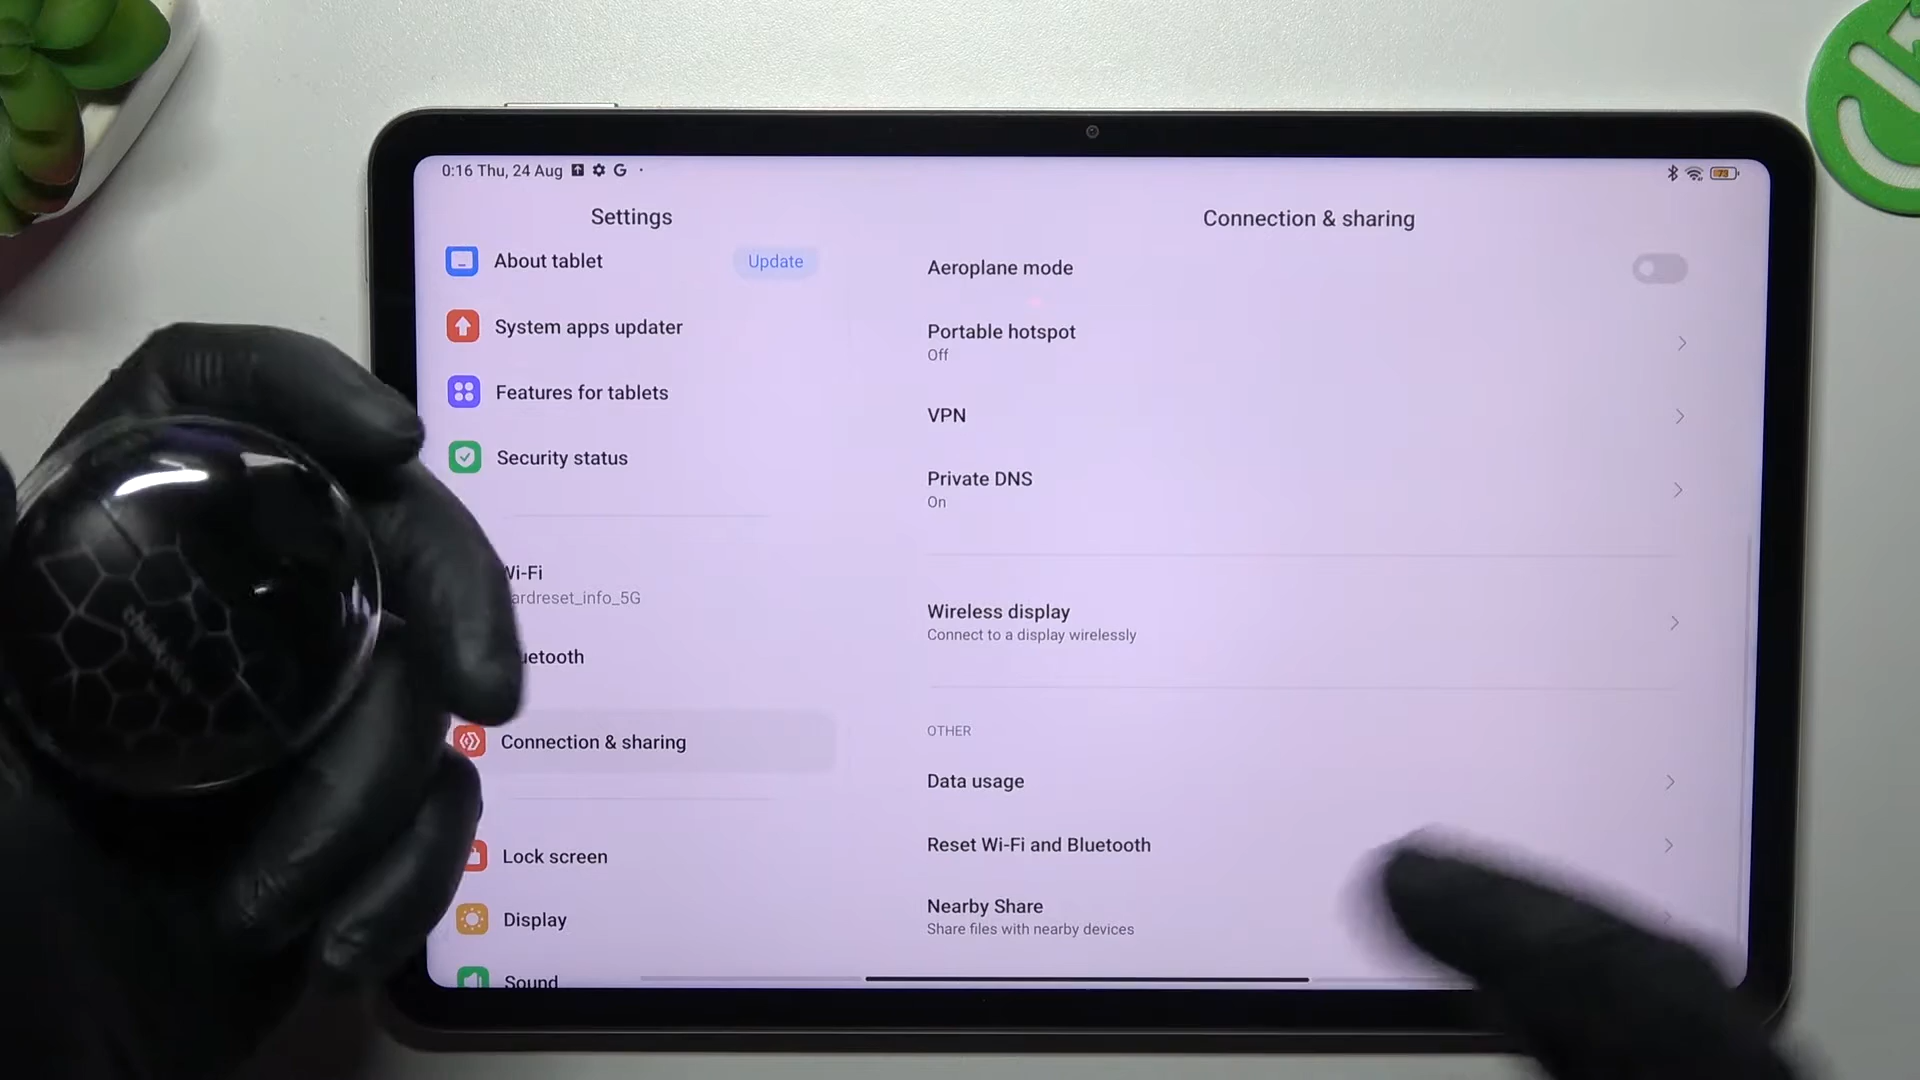 0:16 Thu, 24 Aug
73
Settings
About tablet
Update
System apps updater
Features for tablets
Security status
Wi-Fi
ardreset_info_5G
uetooth
Connection & sharing
Lock screen
Display
Sound
Connection & sharing
Aeroplane mode
Portable hotspot
Off
VPN
Private DNS
On
Wireless display
Connect to a display wirelessly
OTHER
Data usage
Reset Wi-Fi and Bluetooth
Nearby Share
Share files with nearby devices